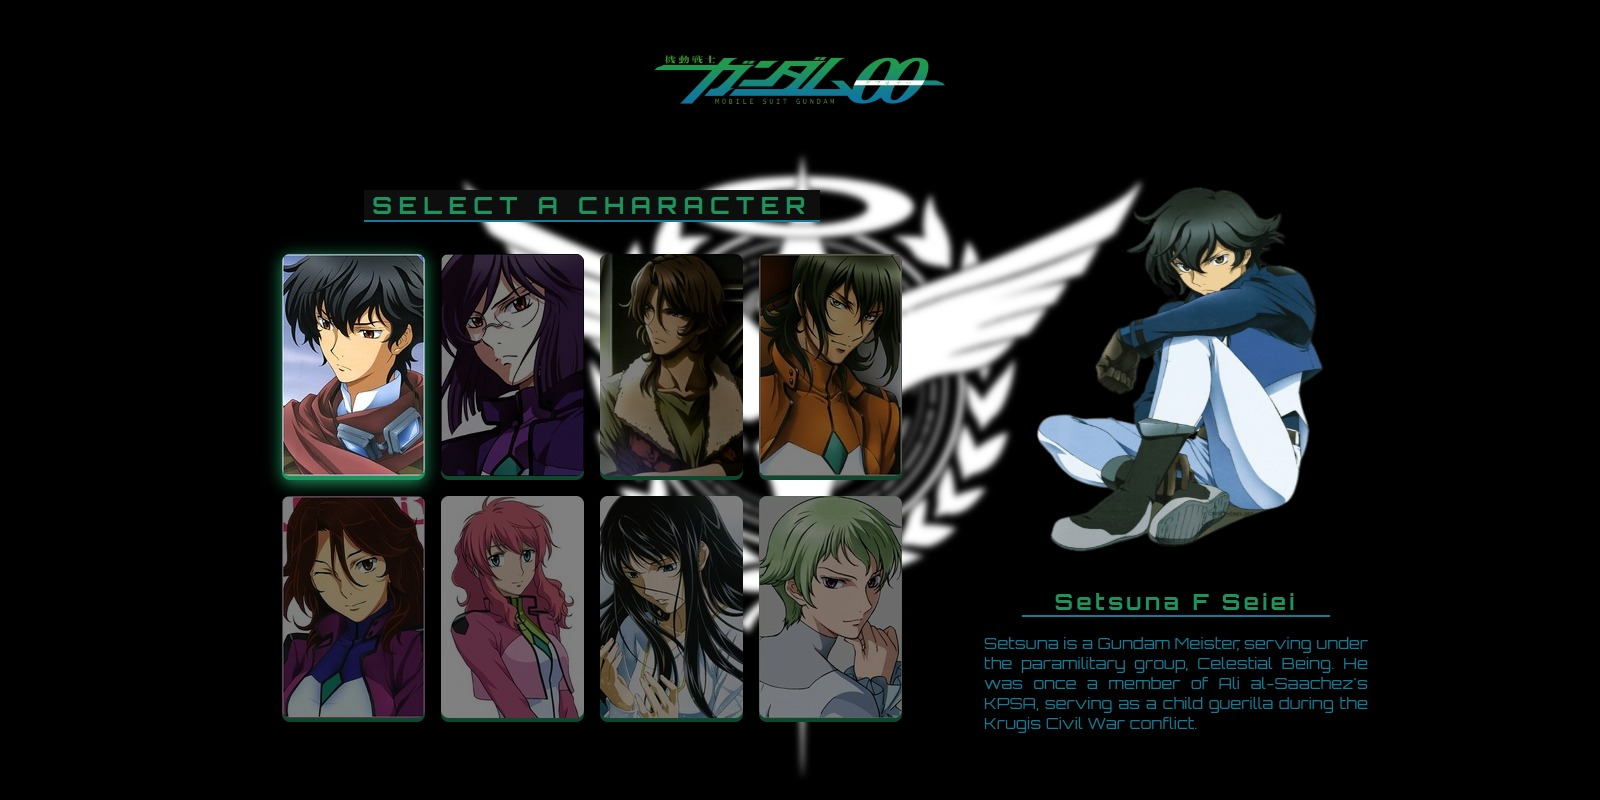 機動戦士
ガンダムOO
MOBILE SUIT GUNDAM
SELECT A CHARACTER
Setsuna F Seiei
Setsuna is a Gundam Meister, serving under
the paramilitary group, Celestial Being. He
was once a member of Ali al-Saachez's
KPSA, serving as a child guerilla during the
Krugis Civil War conflict.